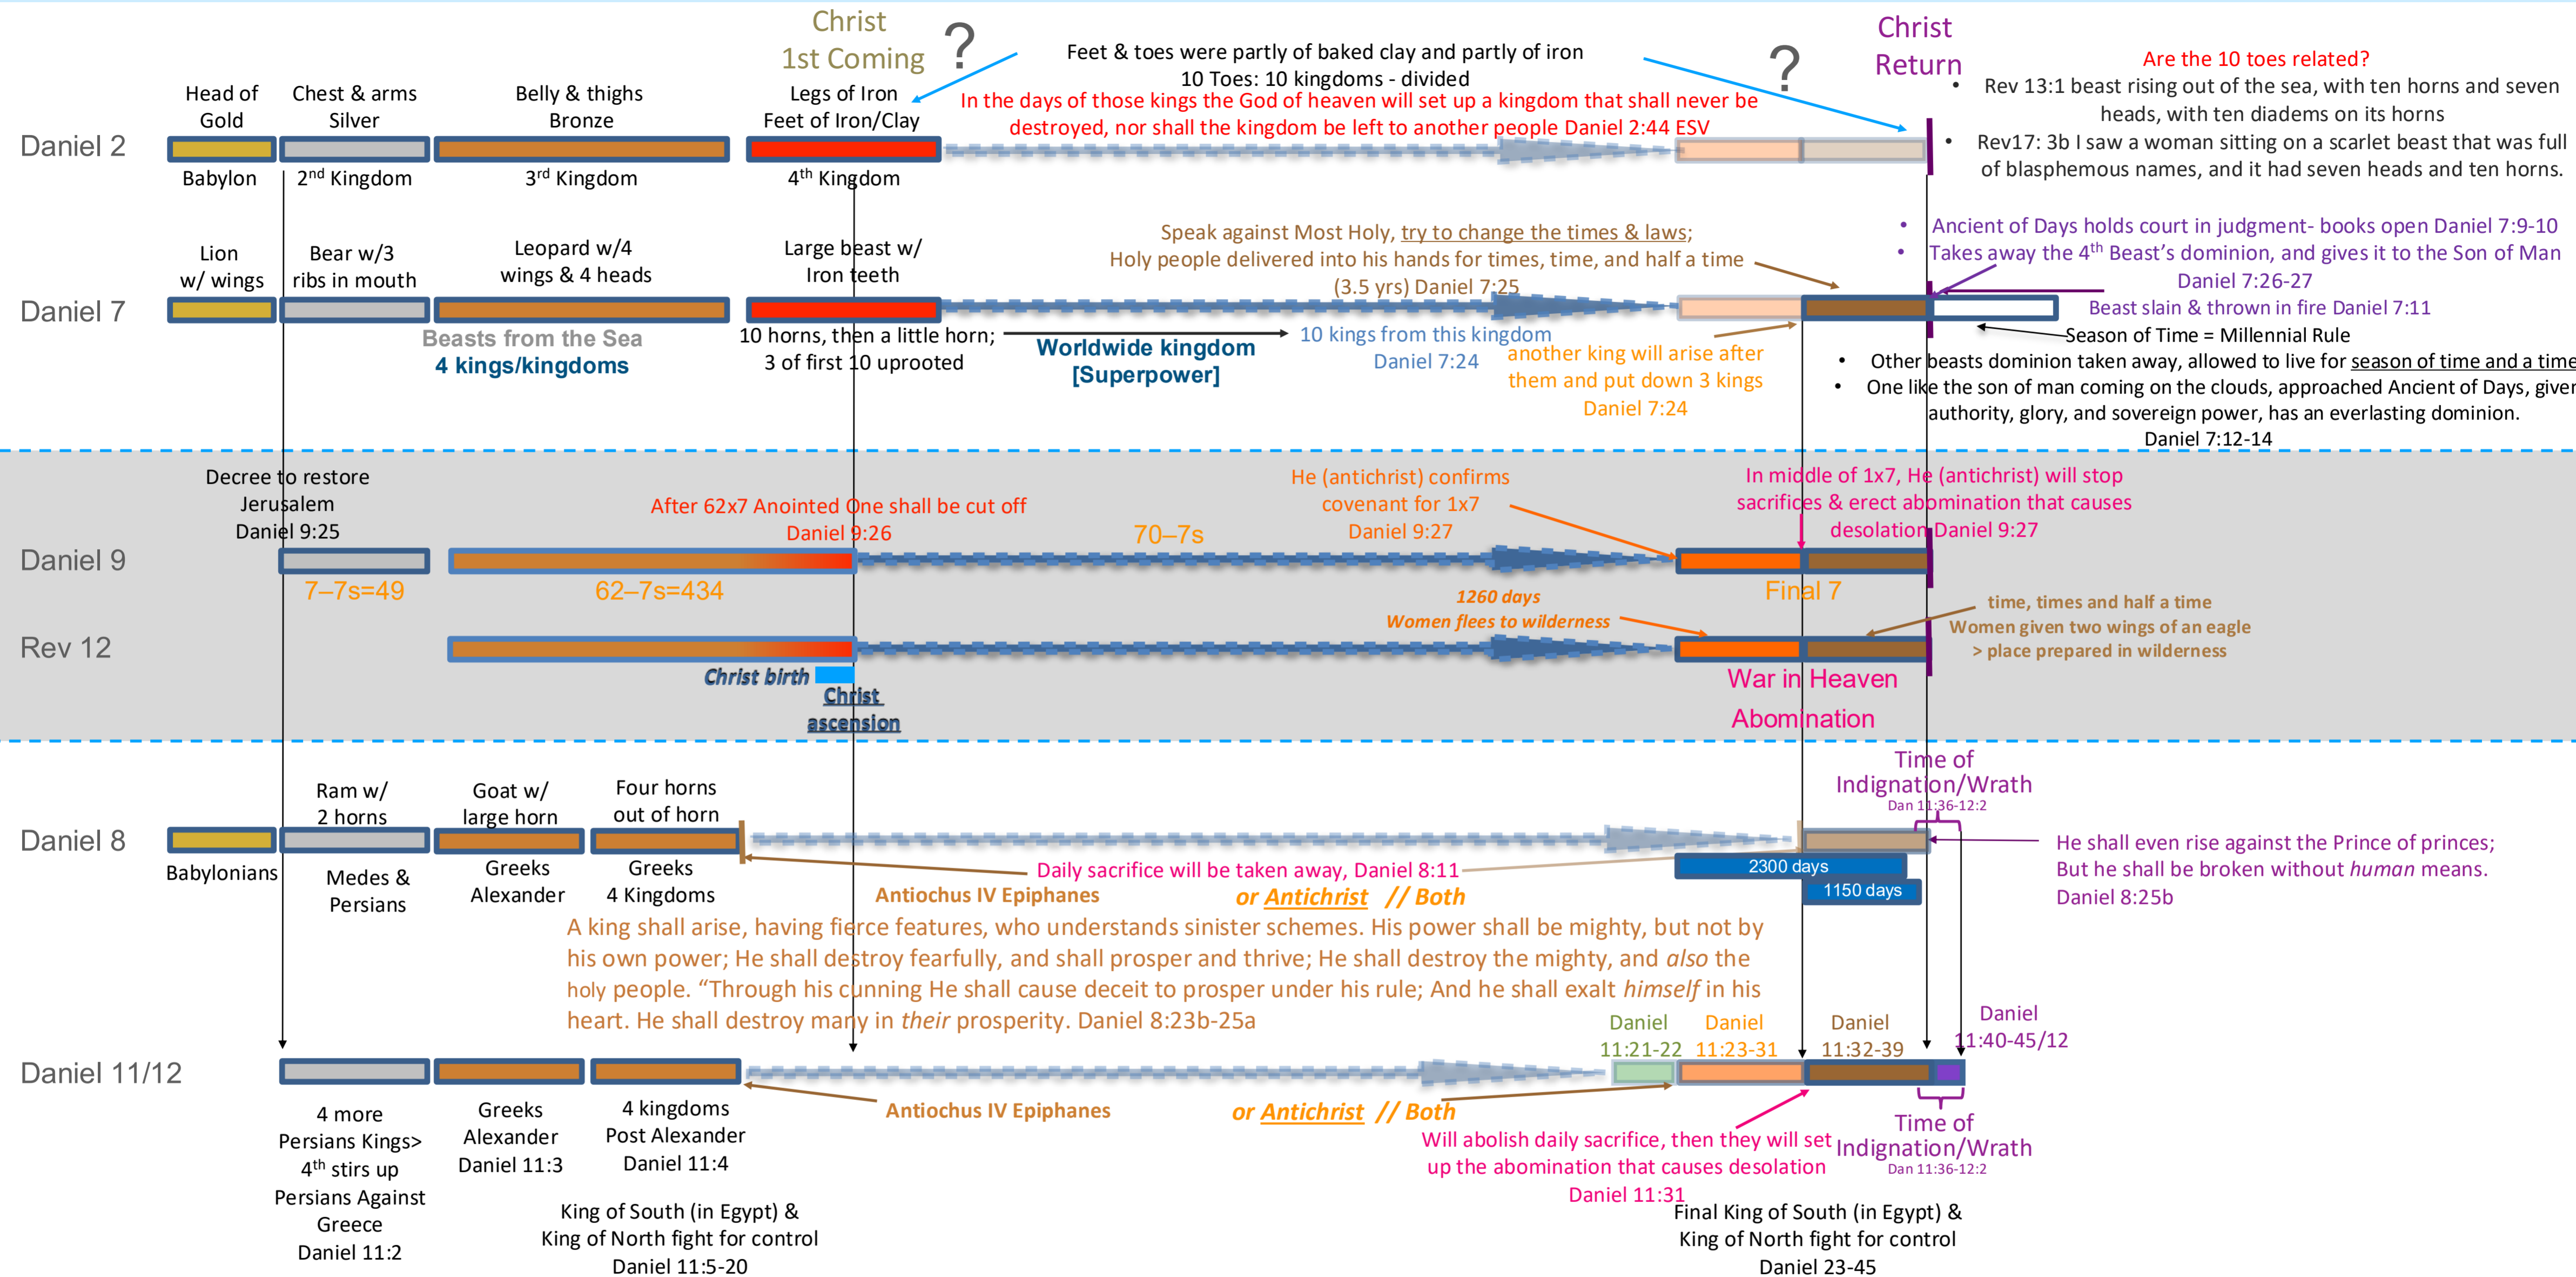 Christ
1st Coming
?
Feet & toes were partly of baked clay and partly of iron
10 Toes: 10 kingdoms - divided
In the days of those kings the God of heaven will set up a kingdom that shall never be
destroyed, nor shall the kingdom be left to another people Daniel 2:44 ESV
?
Christ
Return
Are the 10 toes related?
• Rev 13:1 beast rising out of the sea, with ten horns and seven
heads, with ten diadems on its horns
• Rev17: 3b I saw a woman sitting on a scarlet beast that was full
of blasphemous names, and it had seven heads and ten horns.
Daniel 2
Head of
Gold
Babylon
Chest & arms
Silver
2nd Kingdom
Belly & thighs
Bronze
3rd Kingdom
Legs of Iron
Feet of Iron/Clay
4th Kingdom
Daniel 7
Lion
w/ wings
Bear w/3
ribs in mouth
Leopard w/4
wings & 4 heads
Large beast w/
Iron teeth
Beasts from the Sea
4 kings/kingdoms
10 horns, then a little horn;
3 of first 10 uprooted
Worldwide kingdom
[Superpower]
10 kings from this kingdom
Daniel 7:24
Speak against Most Holy, try to change the times & laws;
Holy people delivered into his hands for times, time, and half a time
(3.5 yrs) Daniel 7:25
another king will arise after
them and put down 3 kings
Daniel 7:24
• Ancient of Days holds court in judgment- books open Daniel 7:9-10
• Takes away the 4th Beast's dominion, and gives it to the Son of Man
Daniel 7:26-27
Beast slain & thrown in fire Daniel 7:11
Season of Time = Millennial Rule
• Other beasts dominion taken away, allowed to live for season of time and a time
• One like the son of man coming on the clouds, approached Ancient of Days, given
authority, glory, and sovereign power, has an everlasting dominion.
Daniel 7:12-14
Daniel 9
Decree to restore
Jerusalem
Daniel 9:25
7–7s=49
After 62x7 Anointed One shall be cut off
Daniel 9:26
62–7s=434
70–7s
He (antichrist) confirms
covenant for 1x7
Daniel 9:27
In middle of 1x7, He (antichrist) will stop
sacrifices & erect abomination that causes
desolation Daniel 9:27
Final 7
Rev 12
Christ birth
Christ
ascension
1260 days
Women flees to wilderness
time, times and half a time
Women given two wings of an eagle
> place prepared in wilderness
War in Heaven
Abomination
Daniel 8
Babylonians
Ram w/
2 horns
Medes &
Persians
Goat w/
large horn
Greeks
Alexander
Four horns
out of horn
Greeks
4 Kingdoms
Daily sacrifice will be taken away, Daniel 8:11
Antiochus IV Epiphanes
or Antichrist // Both
Time of
Indignation/Wrath
Dan 11:36-12:2
2300 days
1150 days
He shall even rise against the Prince of princes;
But he shall be broken without human means.
Daniel 8:25b
A king shall arise, having fierce features, who understands sinister schemes. His power shall be mighty, but not by
his own power; He shall destroy fearfully, and shall prosper and thrive; He shall destroy the mighty, and also the
holy people. “Through his cunning He shall cause deceit to prosper under his rule; And he shall exalt himself in his
heart. He shall destroy many in their prosperity. Daniel 8:23b-25a
Daniel 11/12
4 more
Persians Kings>
4th stirs up
Persians Against
Greece
Daniel 11:2
Greeks
Alexander
Daniel 11:3
4 kingdoms
Post Alexander
Daniel 11:4
King of South (in Egypt) &
King of North fight for control
Daniel 11:5-20
Antiochus IV Epiphanes
or Antichrist // Both
Daniel
11:21-22
Daniel
11:23-31
Daniel
11:32-39
Daniel
11:40-45/12
Will abolish daily sacrifice, then they will set
up the abomination that causes desolation
Daniel 11:31
Time of
Indignation/Wrath
Dan 11:36-12:2
Final King of South (in Egypt) &
King of North fight for control
Daniel 23-45